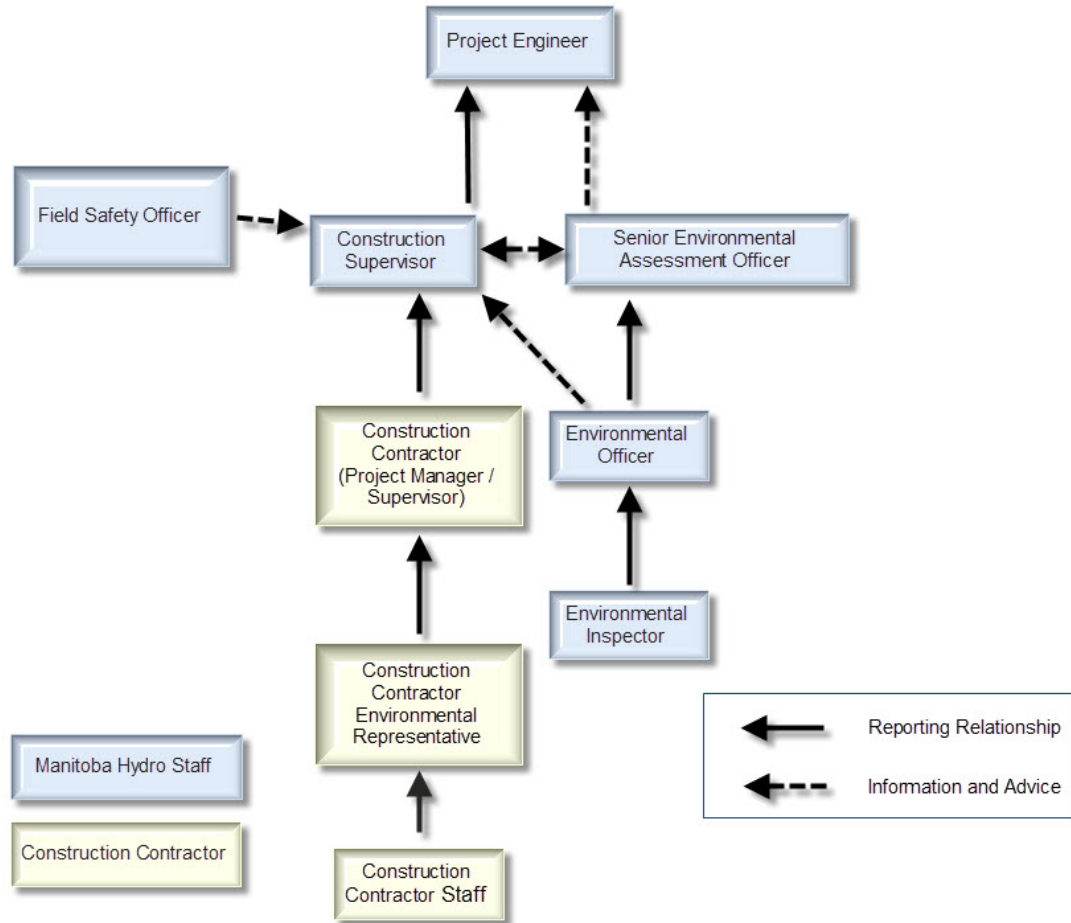 Project Engineer
Field Safety Officer
Construction
Supervisor
Senior Environmental
Assessment Officer
Construction
Contractor
(Project Manager /
Supervisor)
Environmental
Officer
Environmental
Inspector
Construction
Contractor
Environmental
Representative
Construction
Contractor Staff
Manitoba Hydro Staff
Construction Contractor
Reporting Relationship
Information and Advice